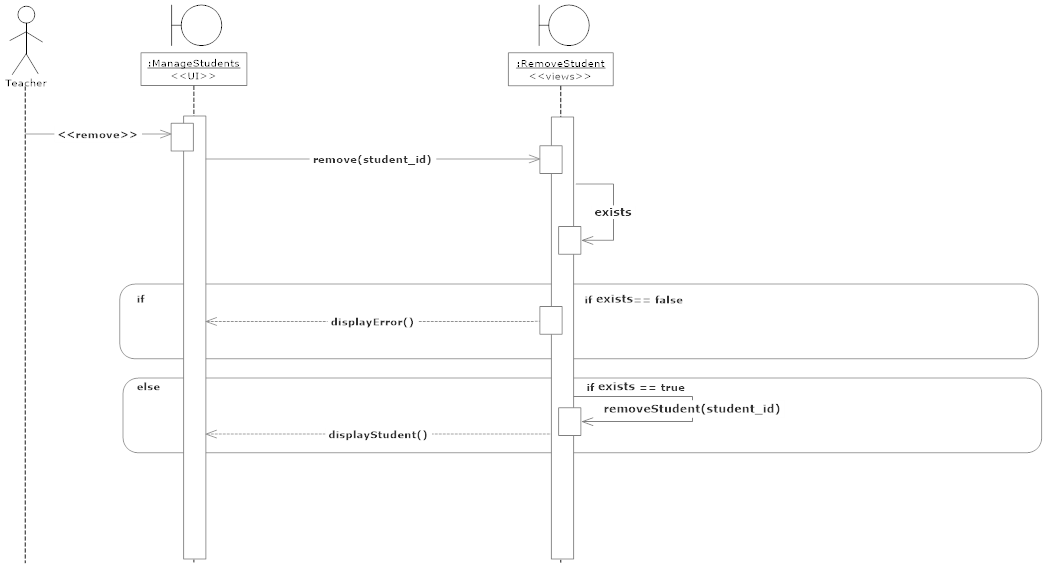 :ManageStudents
<<UI>>
:RemoveStudent
<<views>>
Teacher
<<remove>>
remove(student_id)
exists
if
if exists== false
displayError()
else
if exists == true
removeStudent(student_id)
displayStudent()